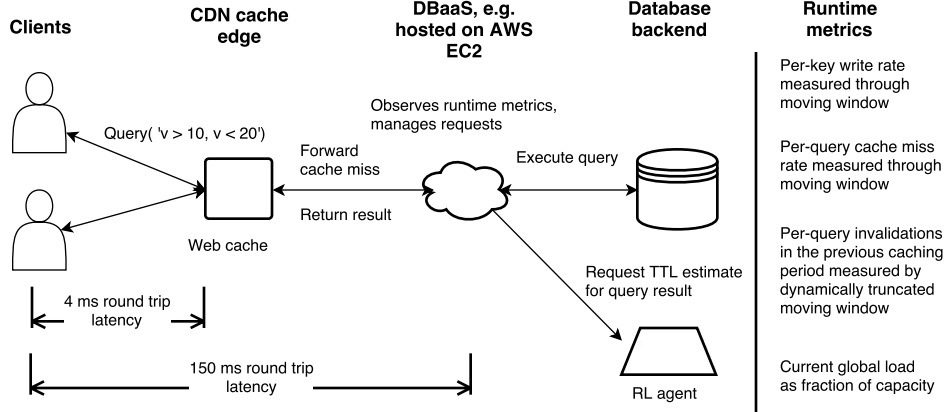 Clients
CDN cache
edge
DBaaS, e.g.
hosted on AWS
EC2
Database
backend
Runtime
metrics
Query( 'v > 10, v < 20')
Web cache
Forward
cache miss
Return result
Observes runtime metrics,
manages requests
Execute query
Request TTL estimate
for query result
RL agent
4 ms round trip
latency
150 ms round trip
latency
Per-key write rate
measured through
moving window
Per-query cache miss
rate measured through
moving window
Per-query invalidations
in the previous caching
period measured by
dynamically truncated
moving window
Current global load
as fraction of capacity